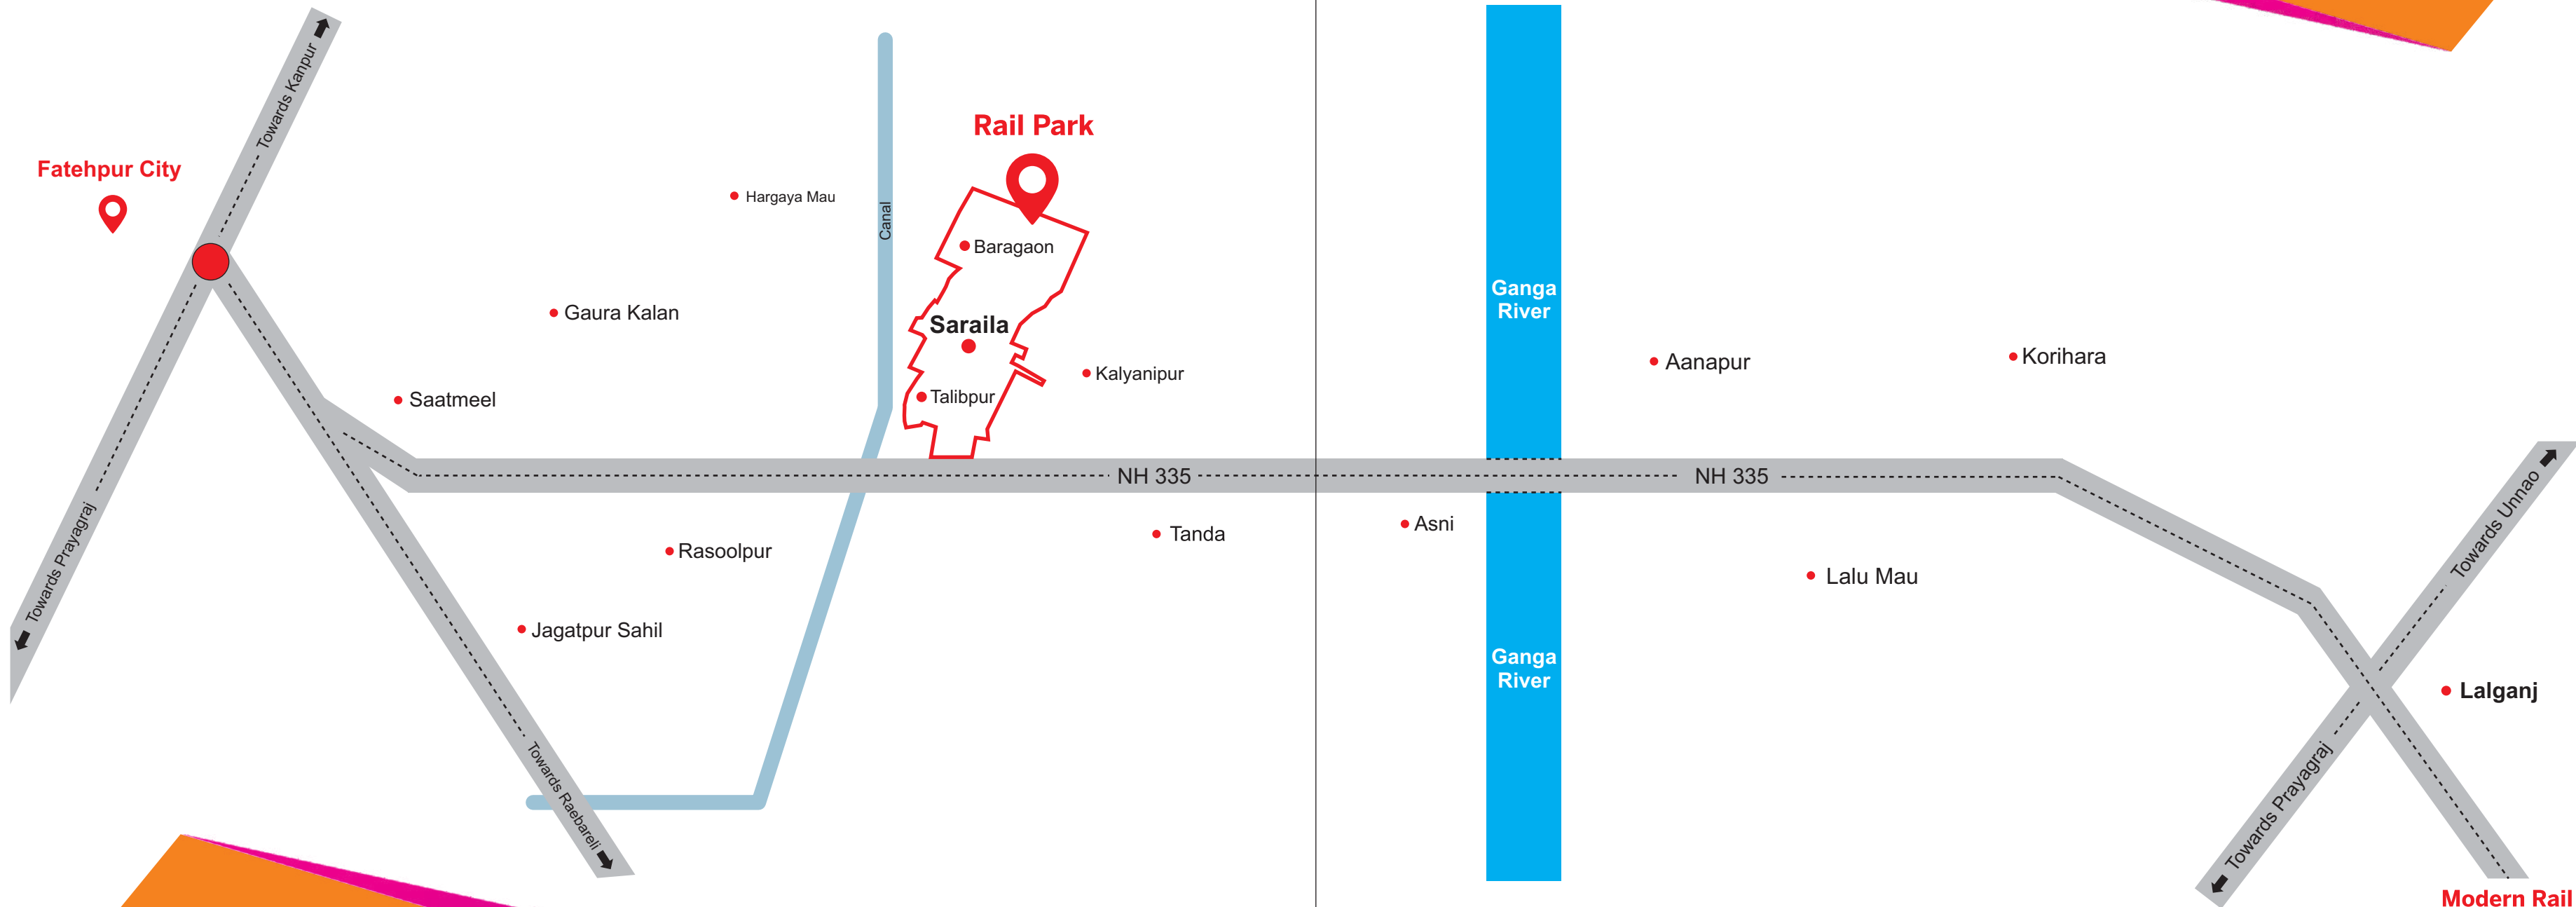 Towards Kanpur
Fatehpur City
Towards Prayagraj
Hargaya Mau
Gaura Kalan
Saatmeel
Canal
Rail Park
Baragaon
Saraila
Talibpur
Kalyanipur
NH 335
Rasoolpur
Jagatpur Sahil
Towards Raebareli
Tanda
Asni
Ganga
River
Ganga
River
Aanapur
Korihara
NH 335
Lalu Mau
Towards Unnao
Lalganj
Towards Prayagraj
Modern Rail